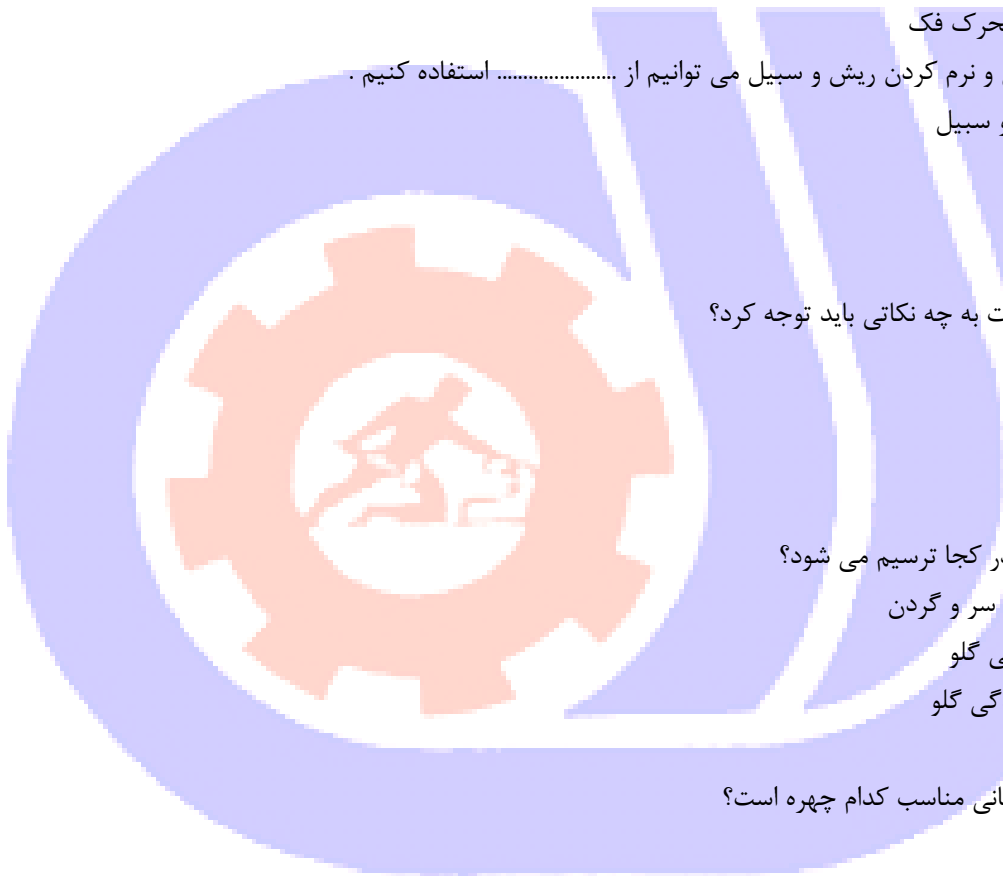 حرک فک
و نرم کردن ریش و سبیل می توانیم از ..................... استفاده کنیم .
و سبیل
ت به چه نکاتی باید توجه کرد؟
در کجا ترسیم می شود؟
سر و گردن
ی گلو
گی گلو
انی مناسب کدام چهره است؟